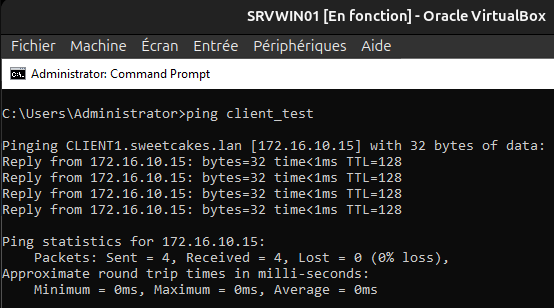 SRVWIN01 [En fonction] - Oracle VirtualBox
Fichier Machine Écran Entrée Périphériques Aide
Administrator: Command Prompt
C:\Users\Administrator>ping client_test
Pinging CLIENT1.sweetcakes.lan [172.16.10.15] with 32 bytes of data:
Reply from 172.16.10.15: bytes=32 time<1ms TTL=128
Reply from 172.16.10.15: bytes=32 time<1ms TTL=128
Reply from 172.16.10.15: bytes=32 time<1ms TTL=128
Reply from 172.16.10.15: bytes=32 time<1ms TTL=128
Ping statistics for 172.16.10.15:
Packets: Sent = 4, Received = 4, Lost = 0 (0% loss),
Approximate round trip times in milli-seconds:
Minimum = 0ms, Maximum = 0ms, Average = 0ms